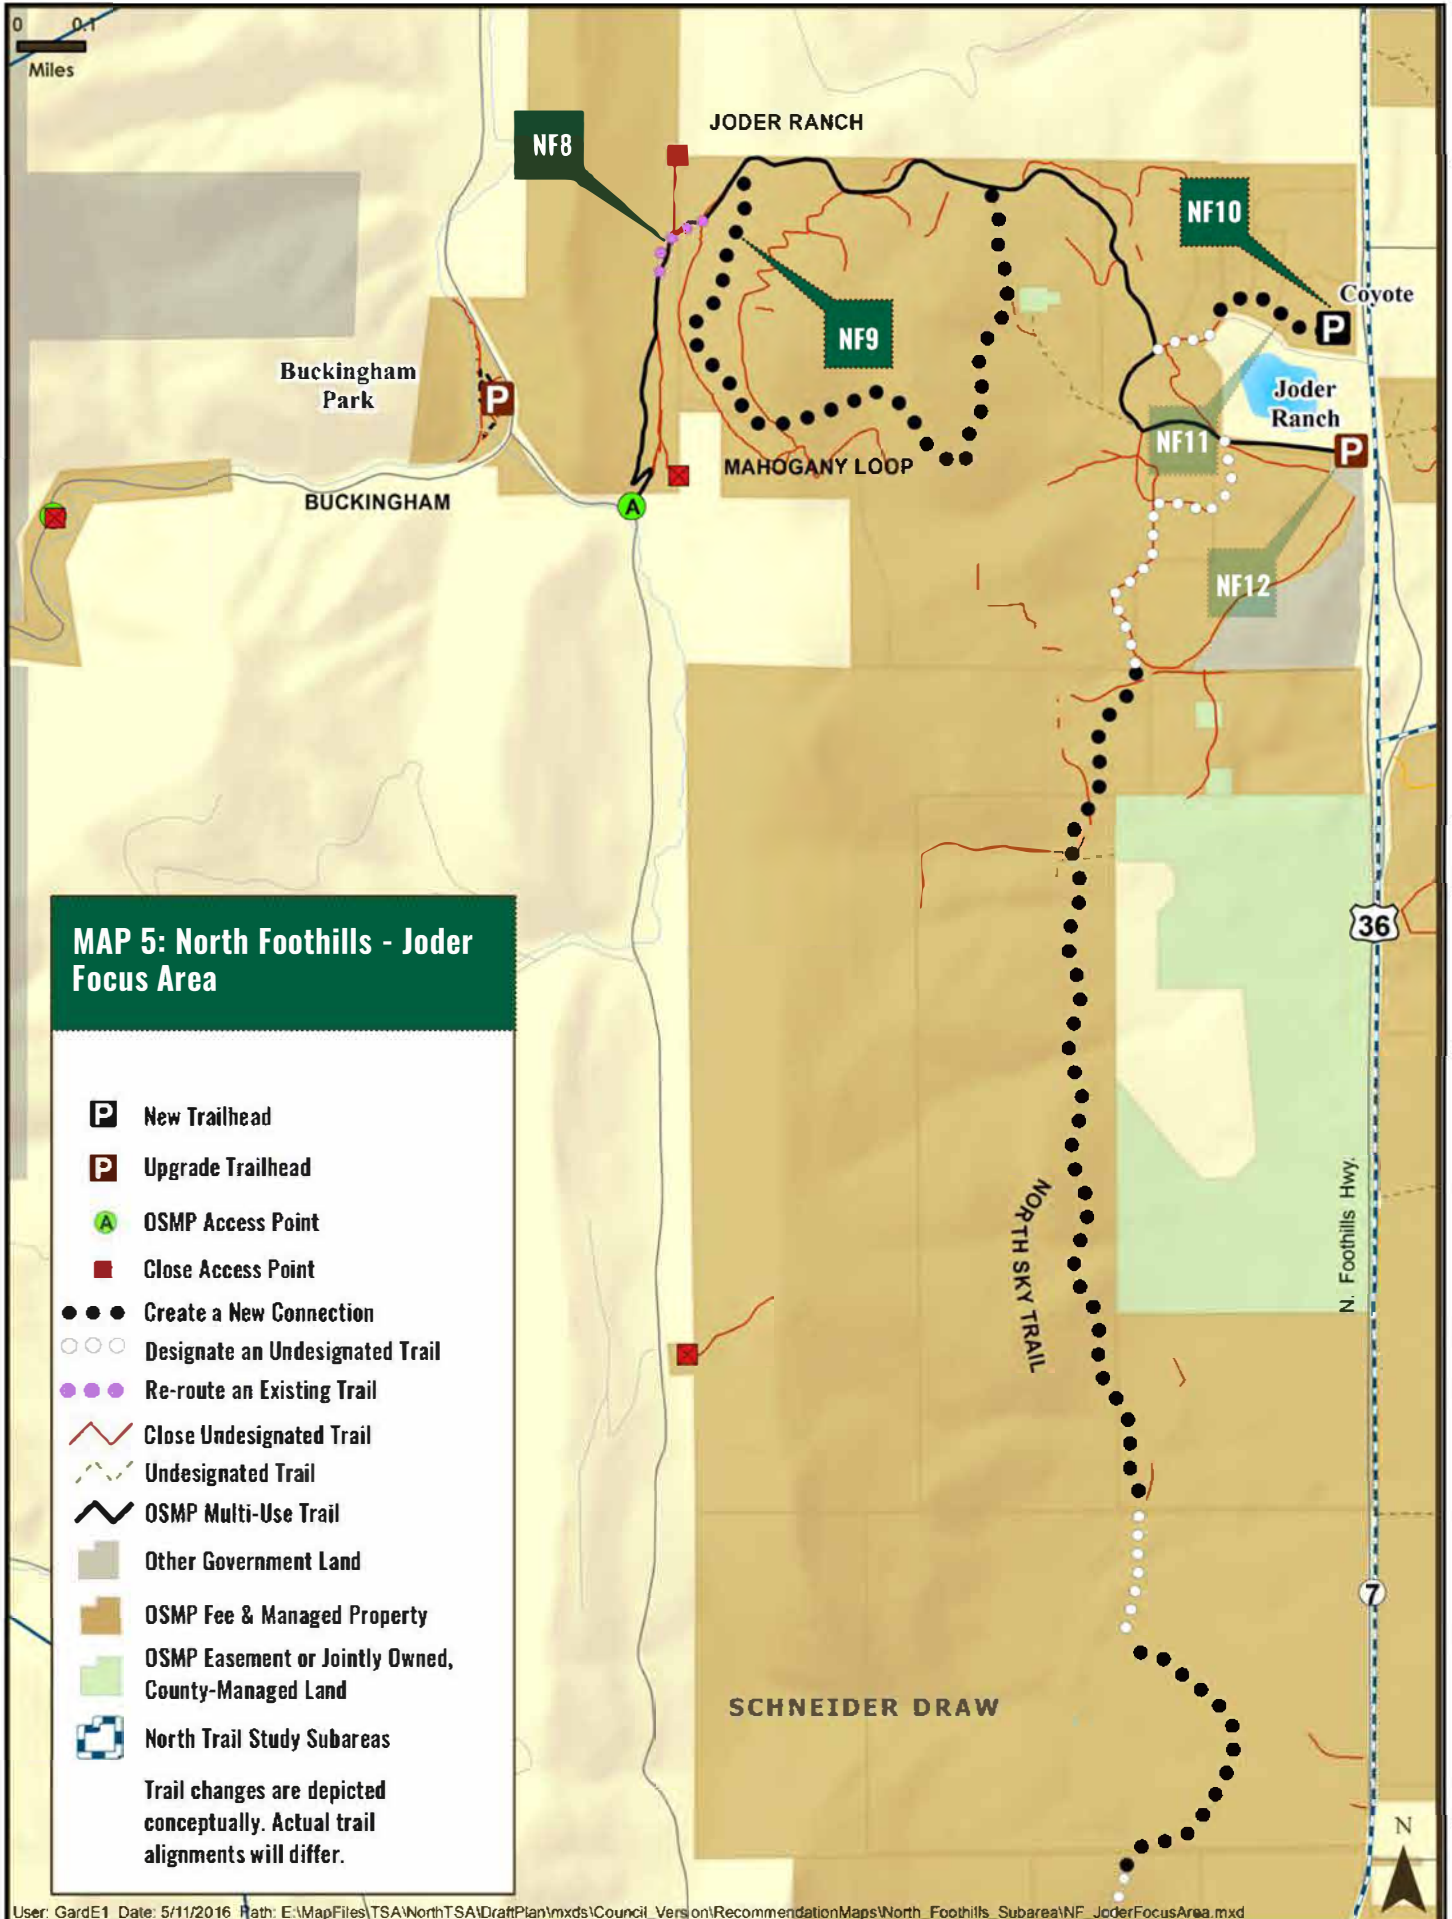 0 0.1
Miles
JODER RANCH
NF8
NF10
Coyote
P
NF9
Buckingham
Park
P
Joder
Ranch
NF11
P
MAHOGANY LOOP
BUCKINGHAM
A
NF12
36
MAP 5: North Foothills - Joder
Focus Area
P New Trailhead
P Upgrade Trailhead
A OSMP Access Point
Close Access Point
Create a New Connection
Designate an Undesignated Trail
Re-route an Existing Trail
Close Undesignated Trail
Undesignated Trail
OSMP Multi-Use Trail
Other Government Land
OSMP Fee & Managed Property
OSMP Easement or Jointly Owned,
County-Managed Land
North Trail Study Subareas
Trail changes are depicted
conceptually. Actual trail
alignments will differ.
NORTH SKY TRAIL
N. Foothills Hwy.
7
SCHNEIDER DRAW
N
User: GardE1 Date: 5/11/2016 Path: E:\MapFiles\TSA\NorthTSA\DraftPlan\mxds\Council_Version\RecommendationMaps\North_Foothills_Subarea\NF_JoderFocusArea.mxd